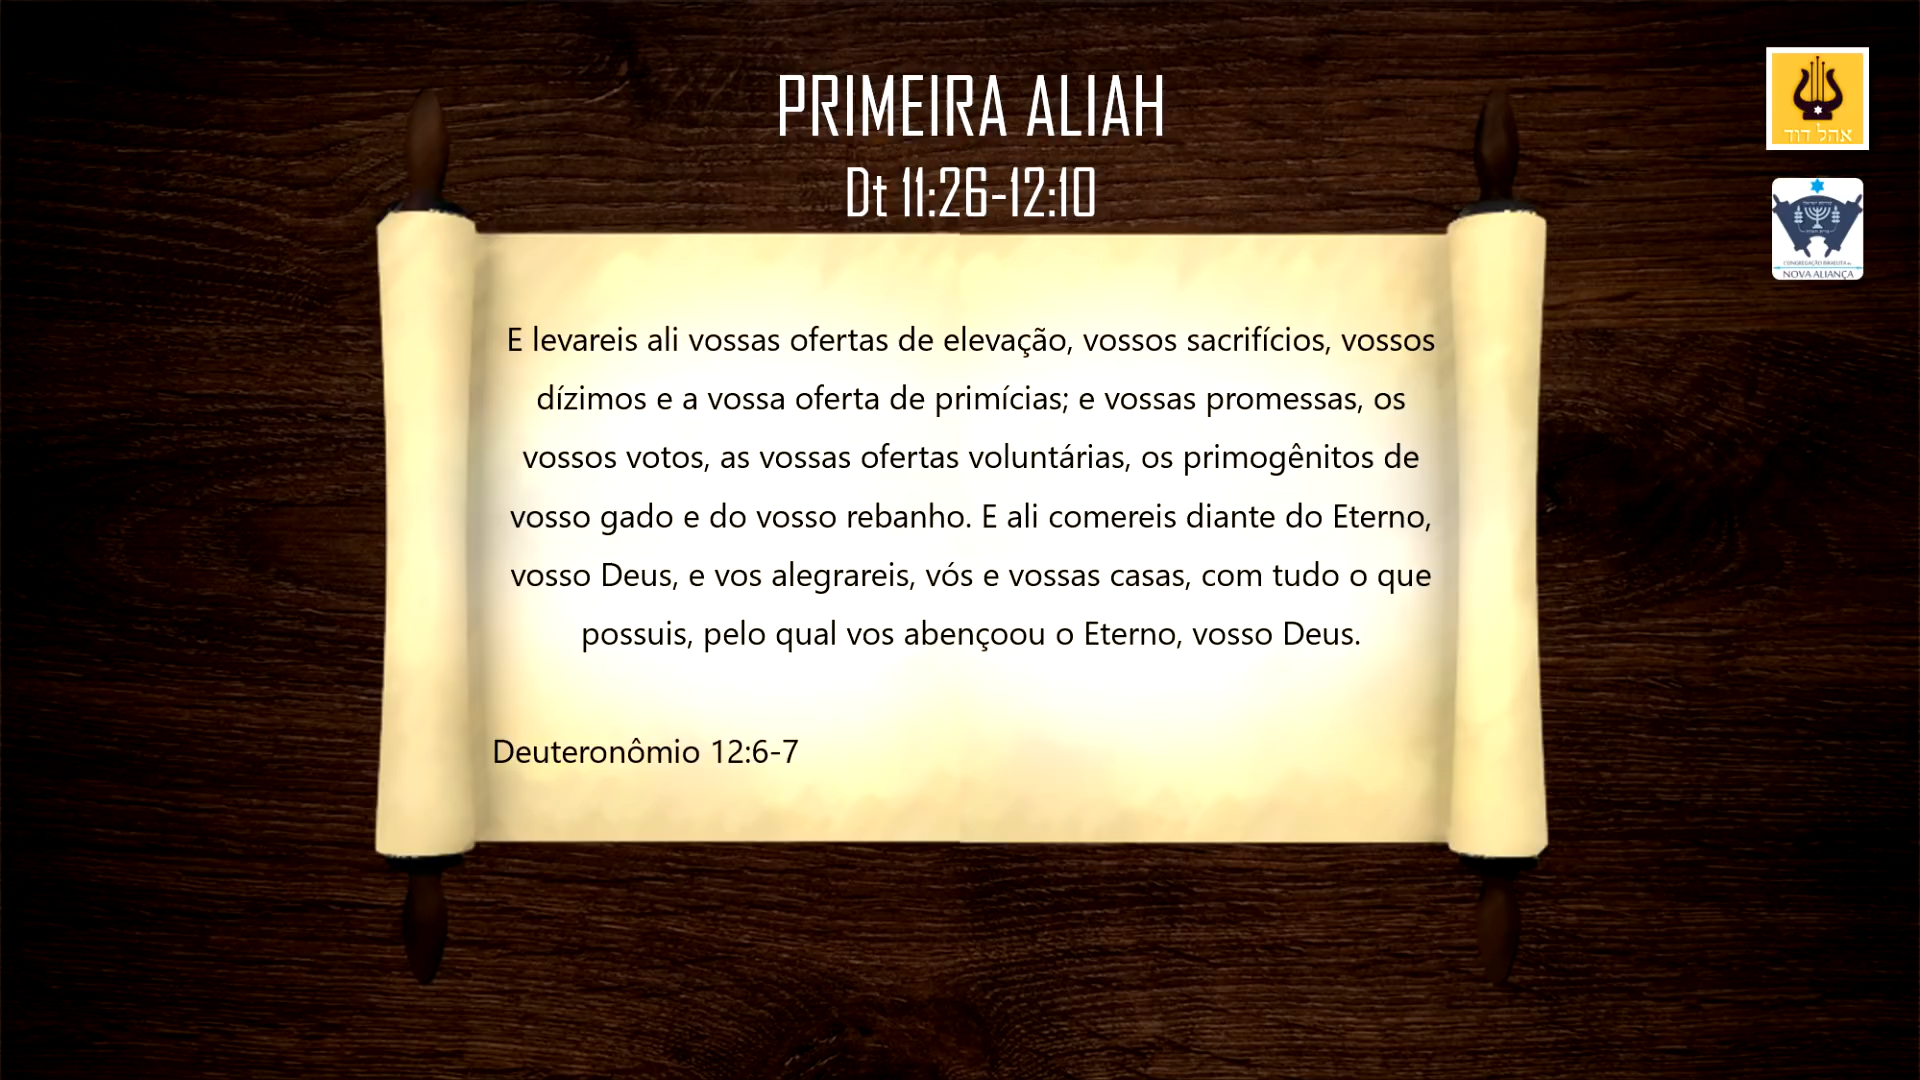 PRIMEIRA ALIAH
Dt 11:26-12:10
אהל דוד
NOVA ALIANÇA
E levareis ali vossas ofertas de elevação, vossos sacrifícios, vossos
dízimos e a vossa oferta de primícias; e vossas promessas, os
vossos votos, as vossas ofertas voluntárias, os primogênitos de
vosso gado e do vosso rebanho. E ali comereis diante do Eterno,
vosso Deus, e vos alegrareis, vós e vossas casas, com tudo o que
possuis, pelo qual vos abençoou o Eterno, vosso Deus.
Deuteronômio 12:6-7